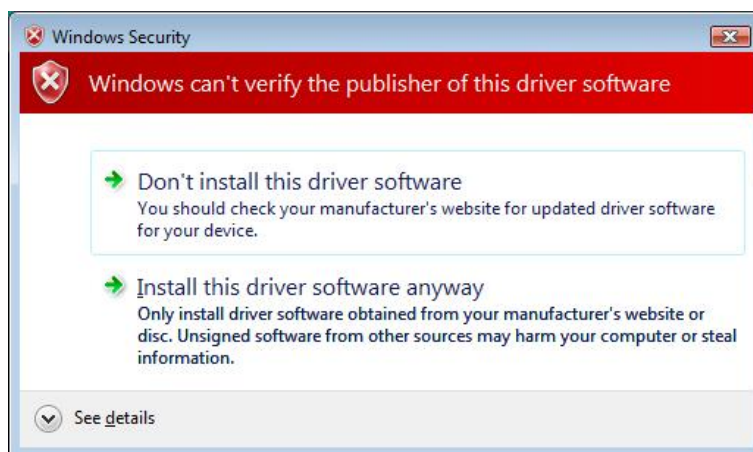 Windows Security
Windows can't verify the publisher of this driver software
Don't install this driver software
You should check your manufacturer's website for updated driver software
for your device.
Install this driver software anyway
Only install driver software obtained from your manufacturer's website or
disc. Unsigned software from other sources may harm your computer or steal
information.
See details